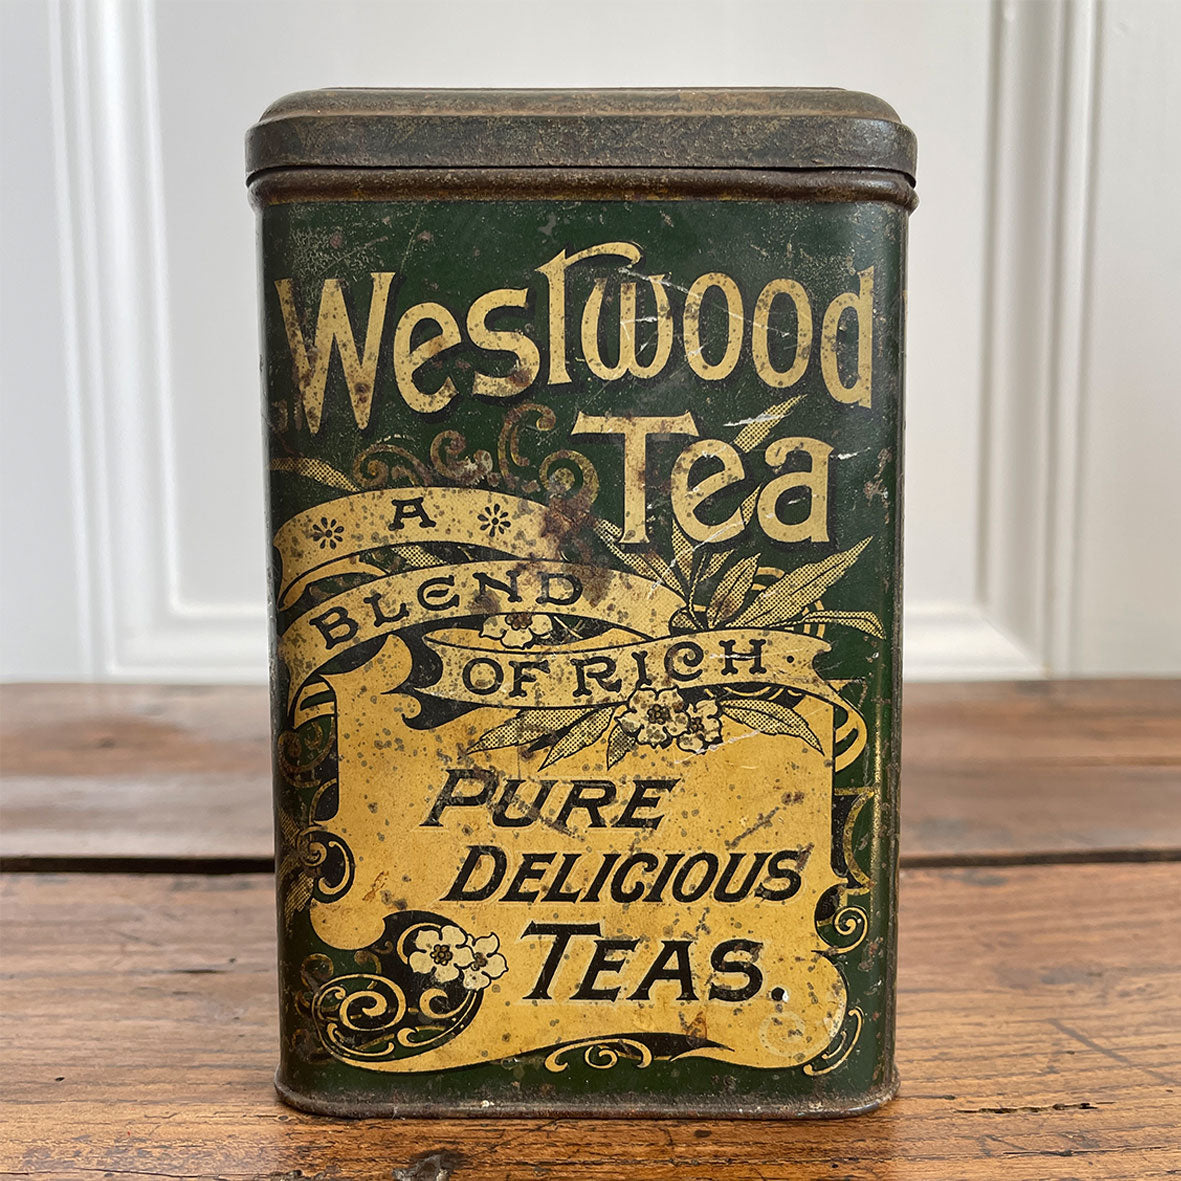 Westwood
Tea
A
BLEND
OF RICH.
PURE
DELICIOUS
TEAS.